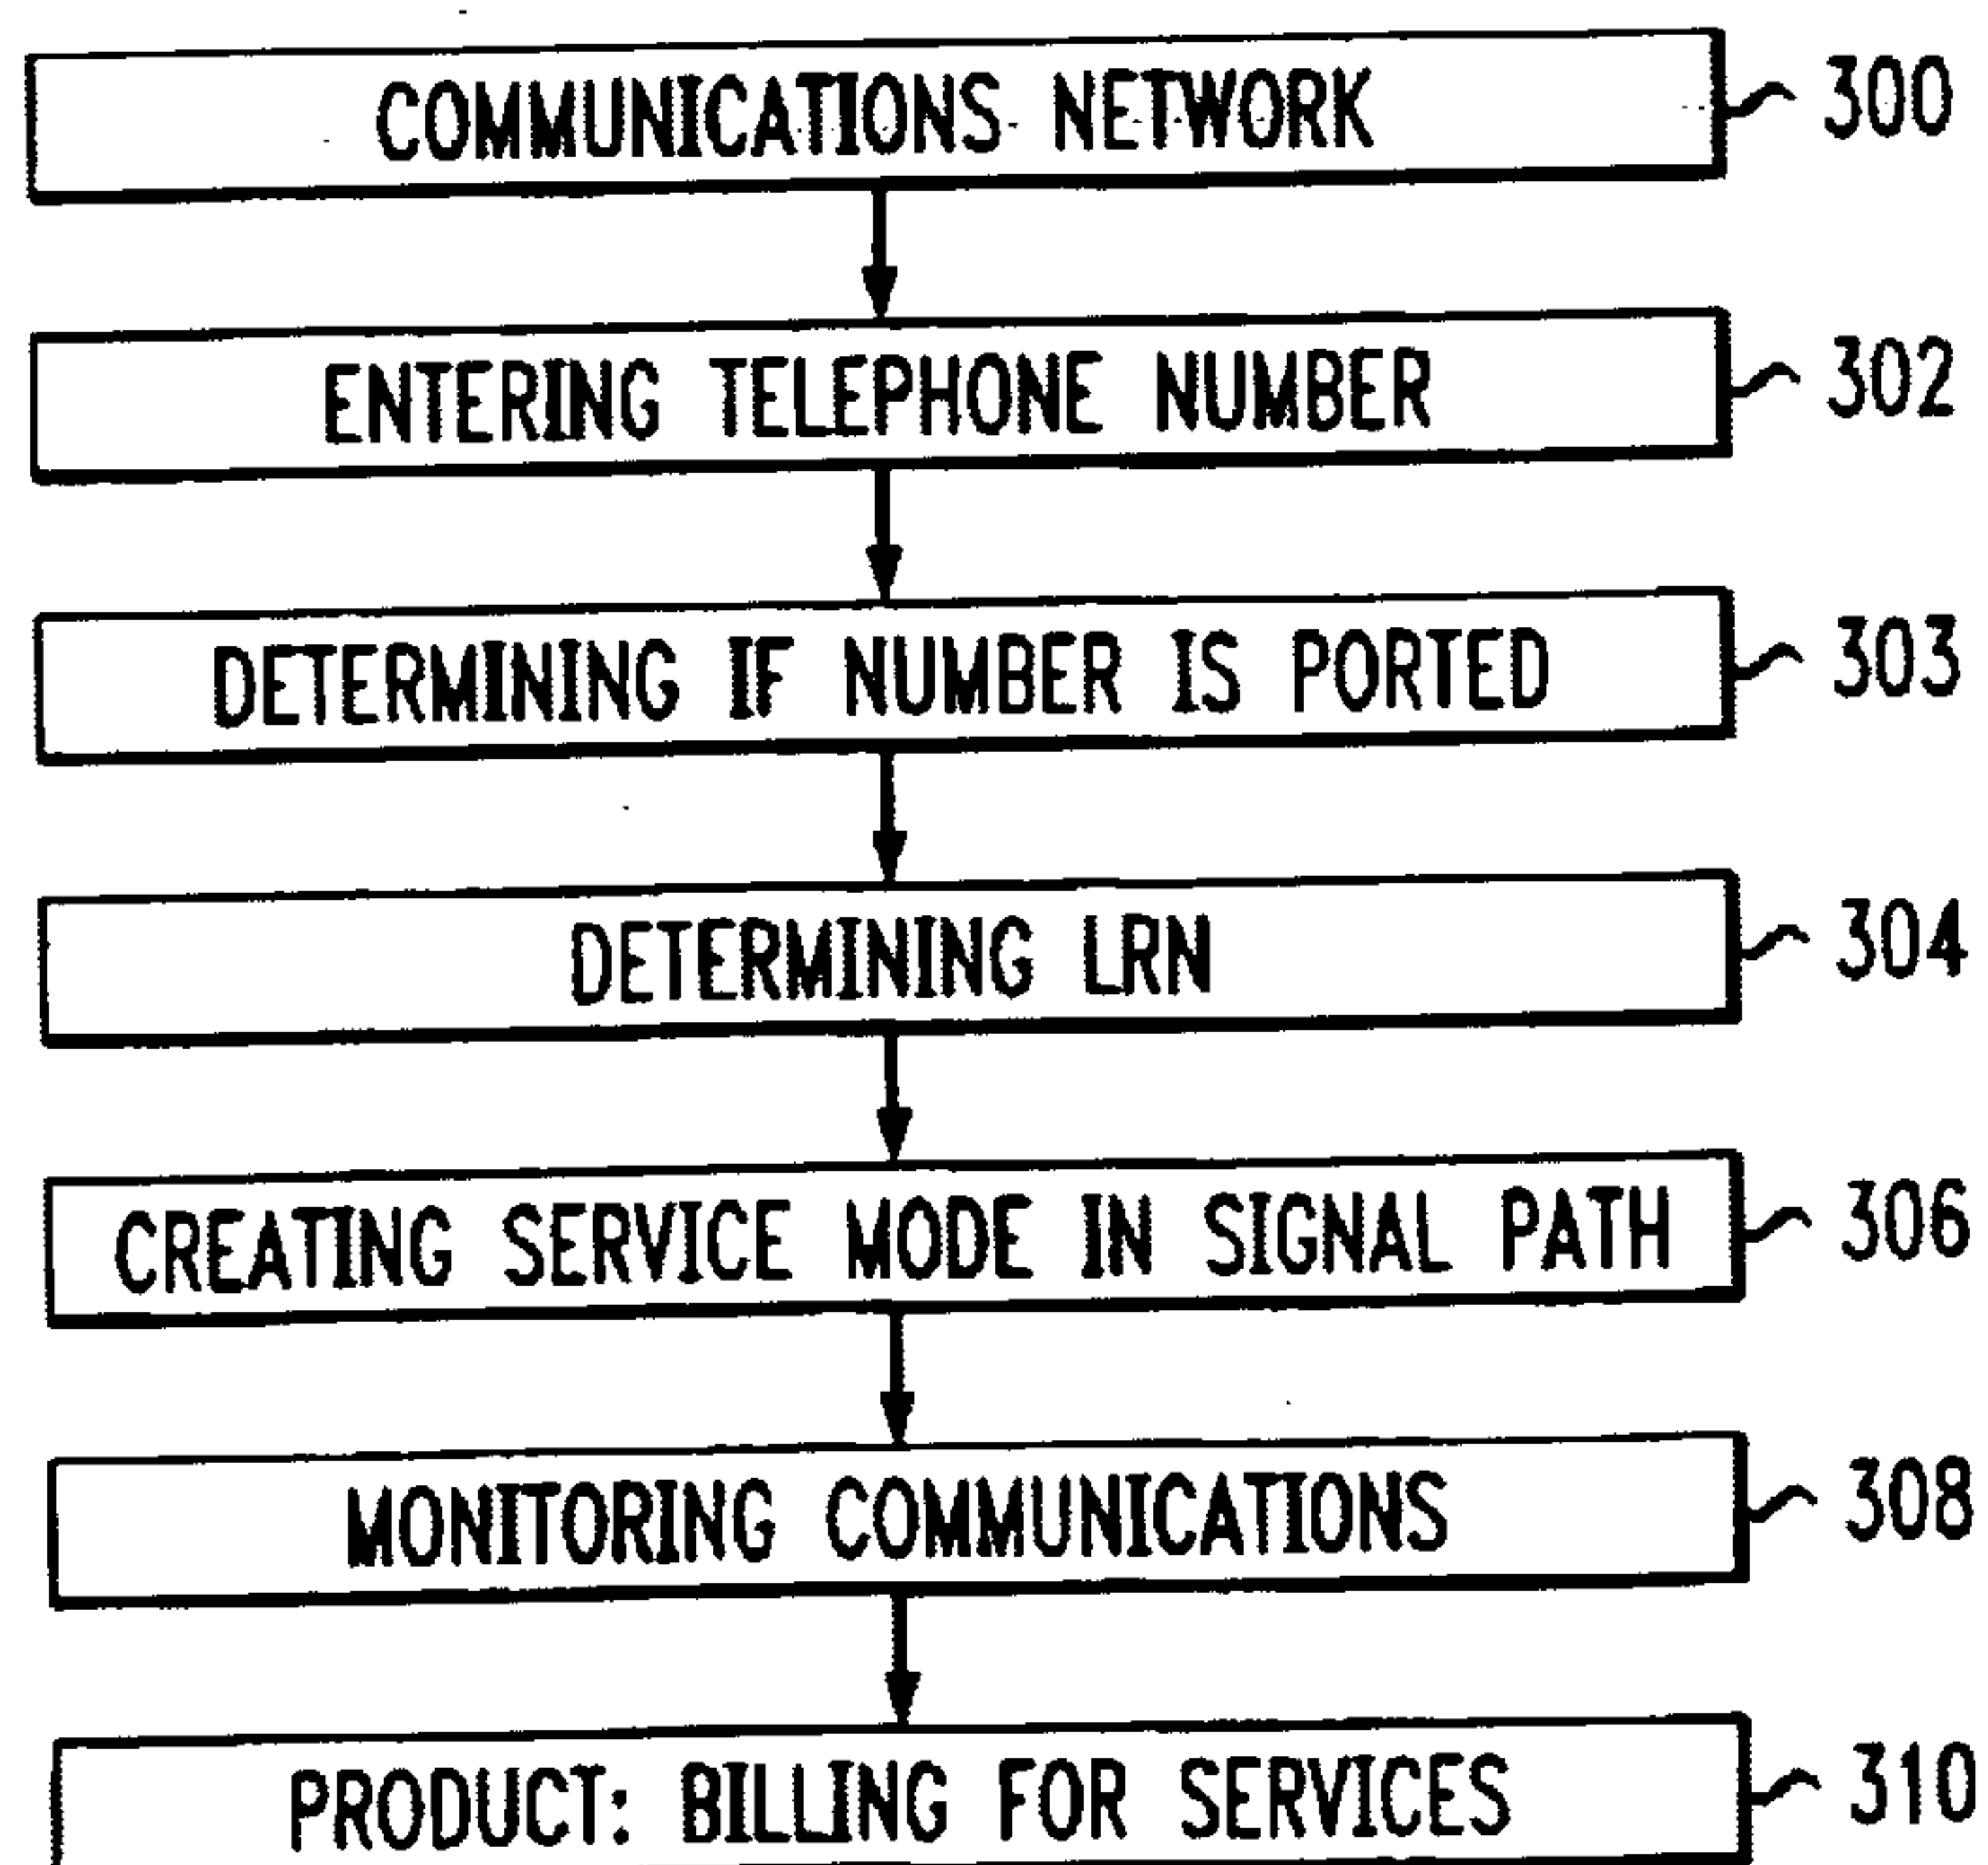 COMMUNICATIONS NETWORK 300
ENTERING TELEPHONE NUMBER 302
DETERMINING IF NUMBER IS PORTED 303
DETERMINING LRN 304
CREATING SERVICE MODE IN SIGNAL PATH 306
MONITORING COMMUNICATIONS 308
PRODUCT: BILLING FOR SERVICES 310